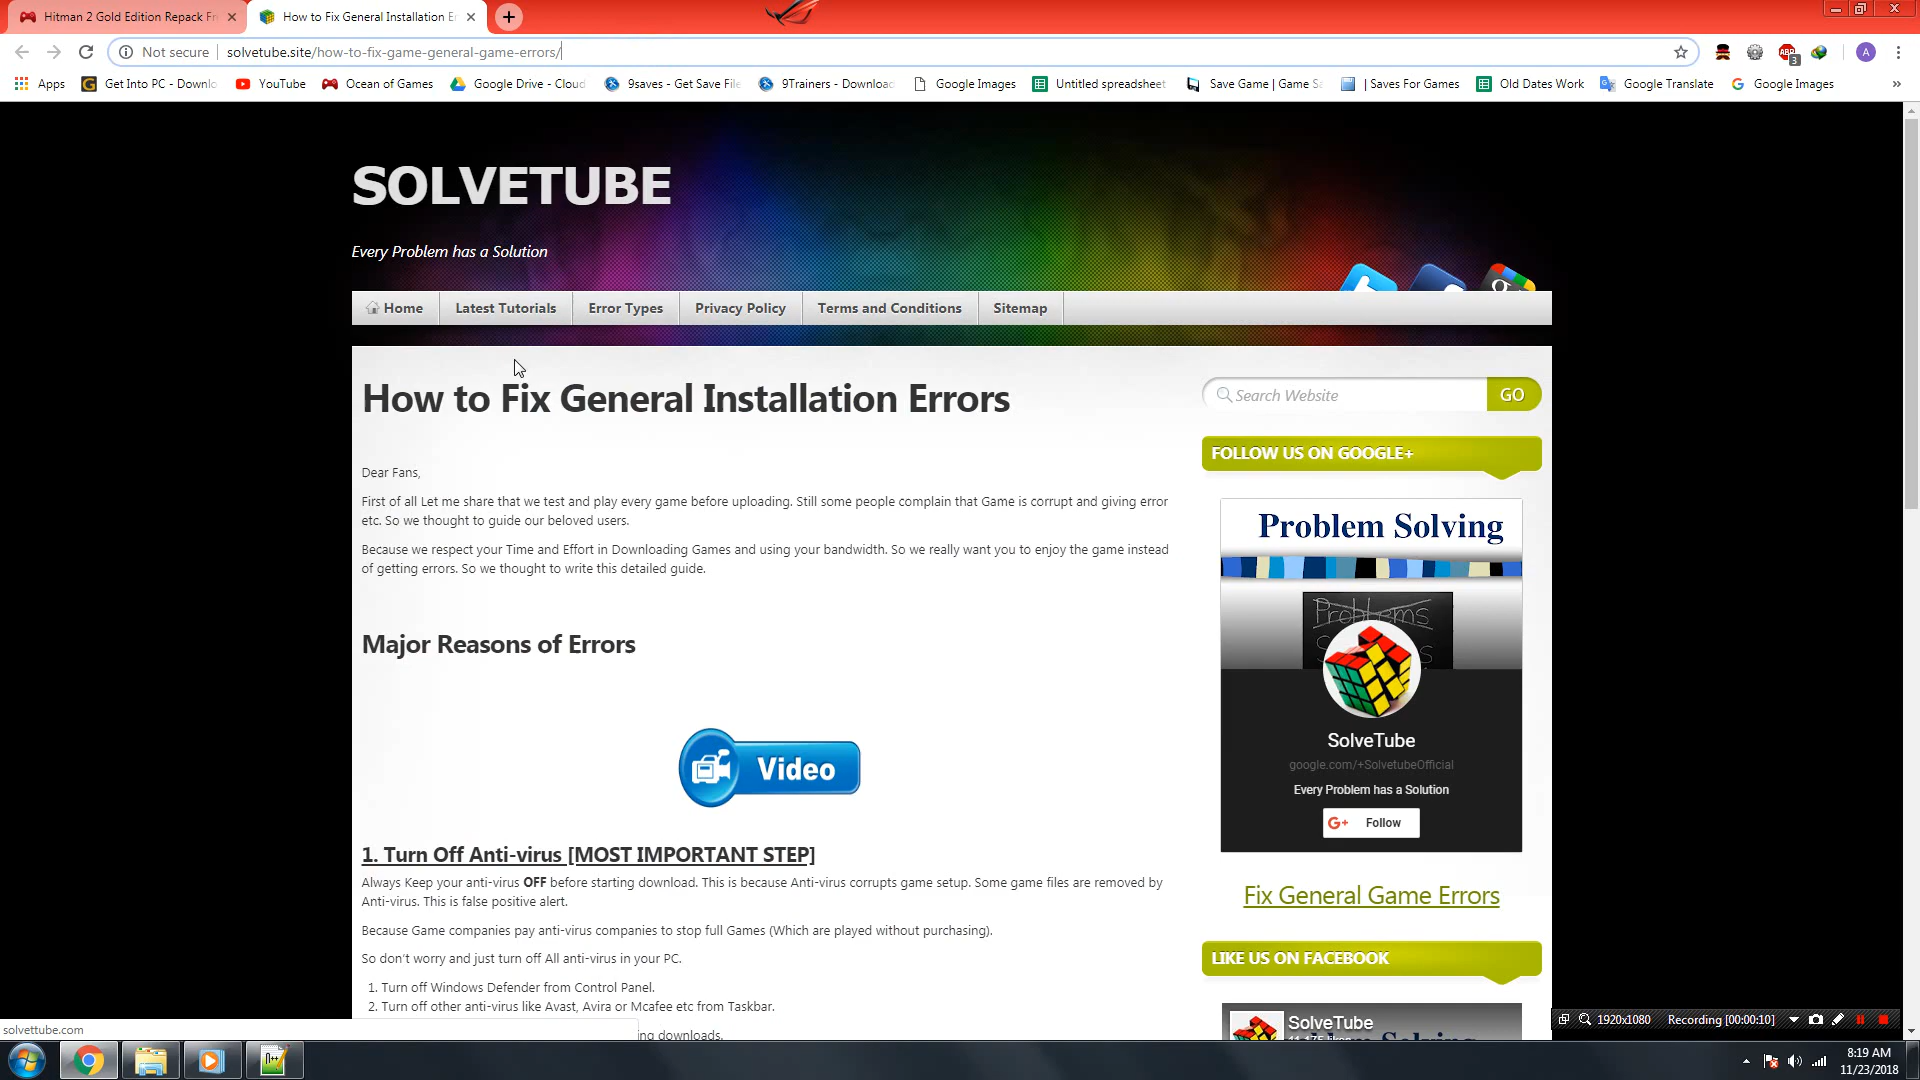 Hitman 2 Gold Edition Repack Fr
How to Fix General Installation Er
Not secure
solvetube.site/how-to-fix-game-general-game-errors/
ABP
3
A
Apps
Get Into PC - Downlo
YouTube
Ocean of Games
Google Drive - Cloud
9saves - Get Save File
9Trainers - Download
Google Images
Untitled spreadsheet
Save Game | Game Sa
| Saves For Games
Old Dates Work
Google Translate
Google Images
»
SOLVETUBE
Every Problem has a Solution
Home
Latest Tutorials
Error Types
Privacy Policy
Terms and Conditions
Sitemap
How to Fix General Installation Errors
Dear Fans,
First of all Let me share that we test and play every game before uploading. Still some people complain that Game is corrupt and giving error
etc. So we thought to guide our beloved users.
Because we respect your Time and Effort in Downloading Games and using your bandwidth. So we really want you to enjoy the game instead
of getting errors. So we thought to write this detailed guide.
Major Reasons of Errors
Video
1. Turn Off Anti-virus [MOST IMPORTANT STEP]
Always Keep your anti-virus OFF before starting download. This is because Anti-virus corrupts game setup. Some game files are removed by
Anti-virus. This is false positive alert.
Because Game companies pay anti-virus companies to stop full Games (Which are played without purchasing).
So don't worry and just turn off All anti-virus in your PC.
1. Turn off Windows Defender from Control Panel.
2. Turn off other anti-virus like Avast, Avira or Mcafee etc from Taskbar.
ng downloads.
Search Website
GO
FOLLOW US ON GOOGLE+
Problem Solving
Problems
SolveTube
google.com/+SolvetubeOfficial
Every Problem has a Solution
G+ Follow
Fix General Game Errors
LIKE US ON FACEBOOK
SolveTube
solvettube.com
1920x1080
Recording [00:00:10]
8:19 AM
11/23/2018